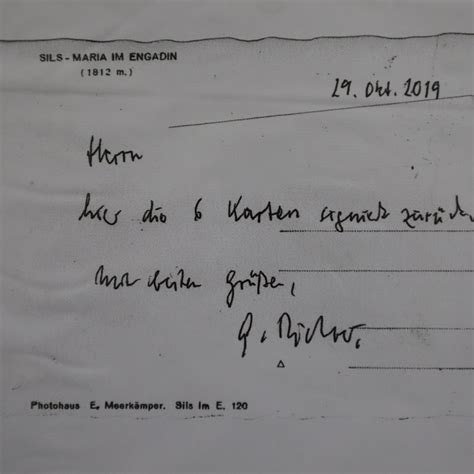 SILS - MARIA IM ENGADIN
(1812 m.)
29. Okt. 2019
Herrn
hier die 6 Karten signiert zurück
Mit besten Grüßen,
G. Richter.
Photohaus E. Meerkämper. Sils im E. 120